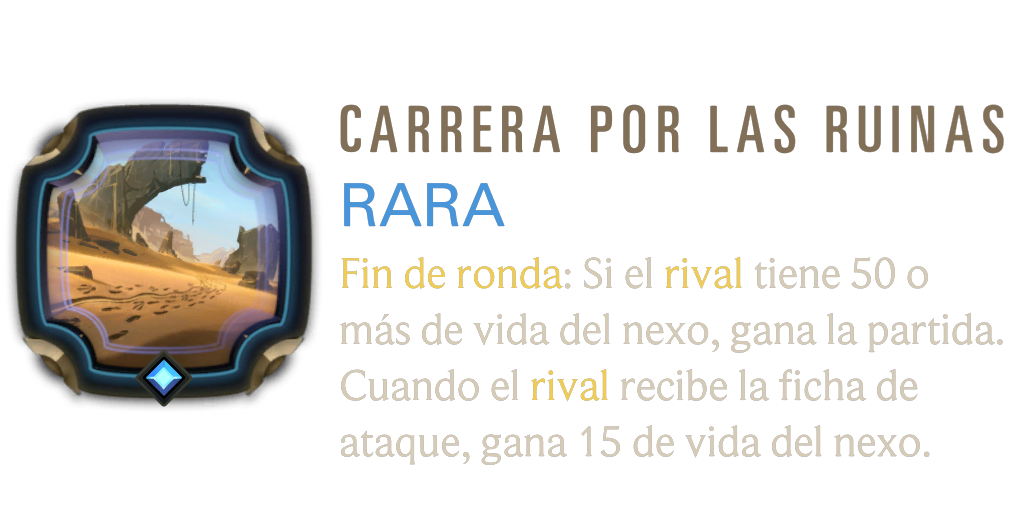 CARRERA POR LAS RUINAS
RARA
Fin de ronda: Si el rival tiene 50 o
más de vida del nexo, gana la partida.
Cuando el rival recibe la ficha de
ataque, gana 15 de vida del nexo.